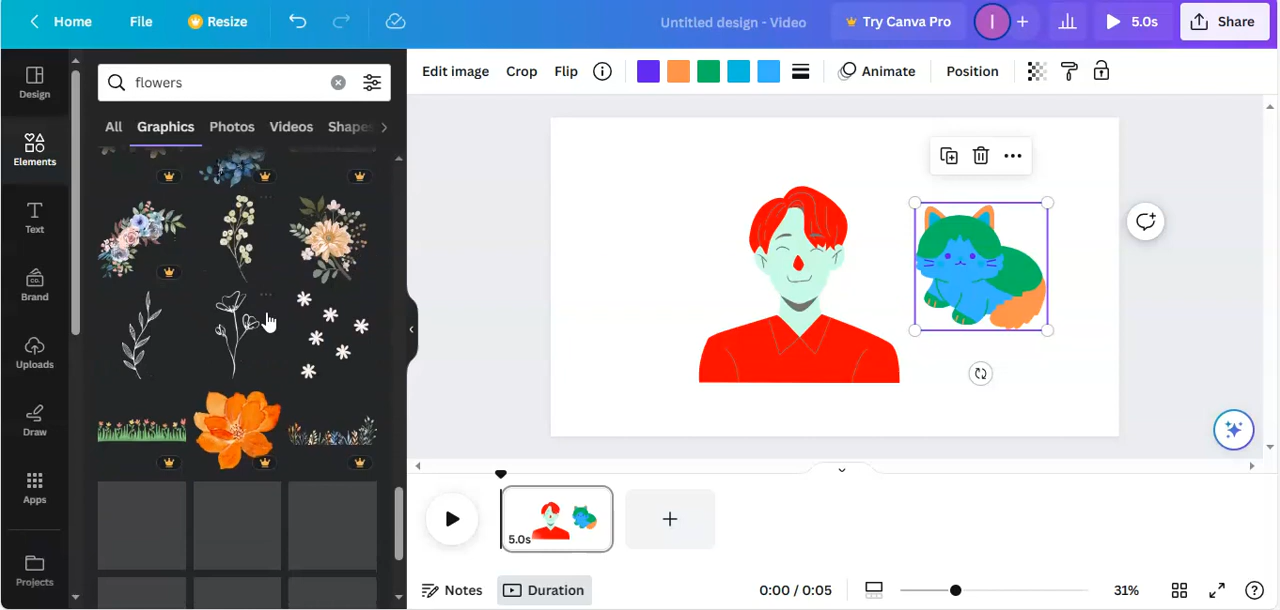 Home File Resize Untitled design - Video Try Canva Pro I 5.0s Share
Design
Elements
Text
Brand
Uploads
Draw
Apps
Projects
flowers
All Graphics Photos Videos Shapes
Edit image Crop Flip Animate Position
5.0s
Notes Duration 0:00 / 0:05 31%